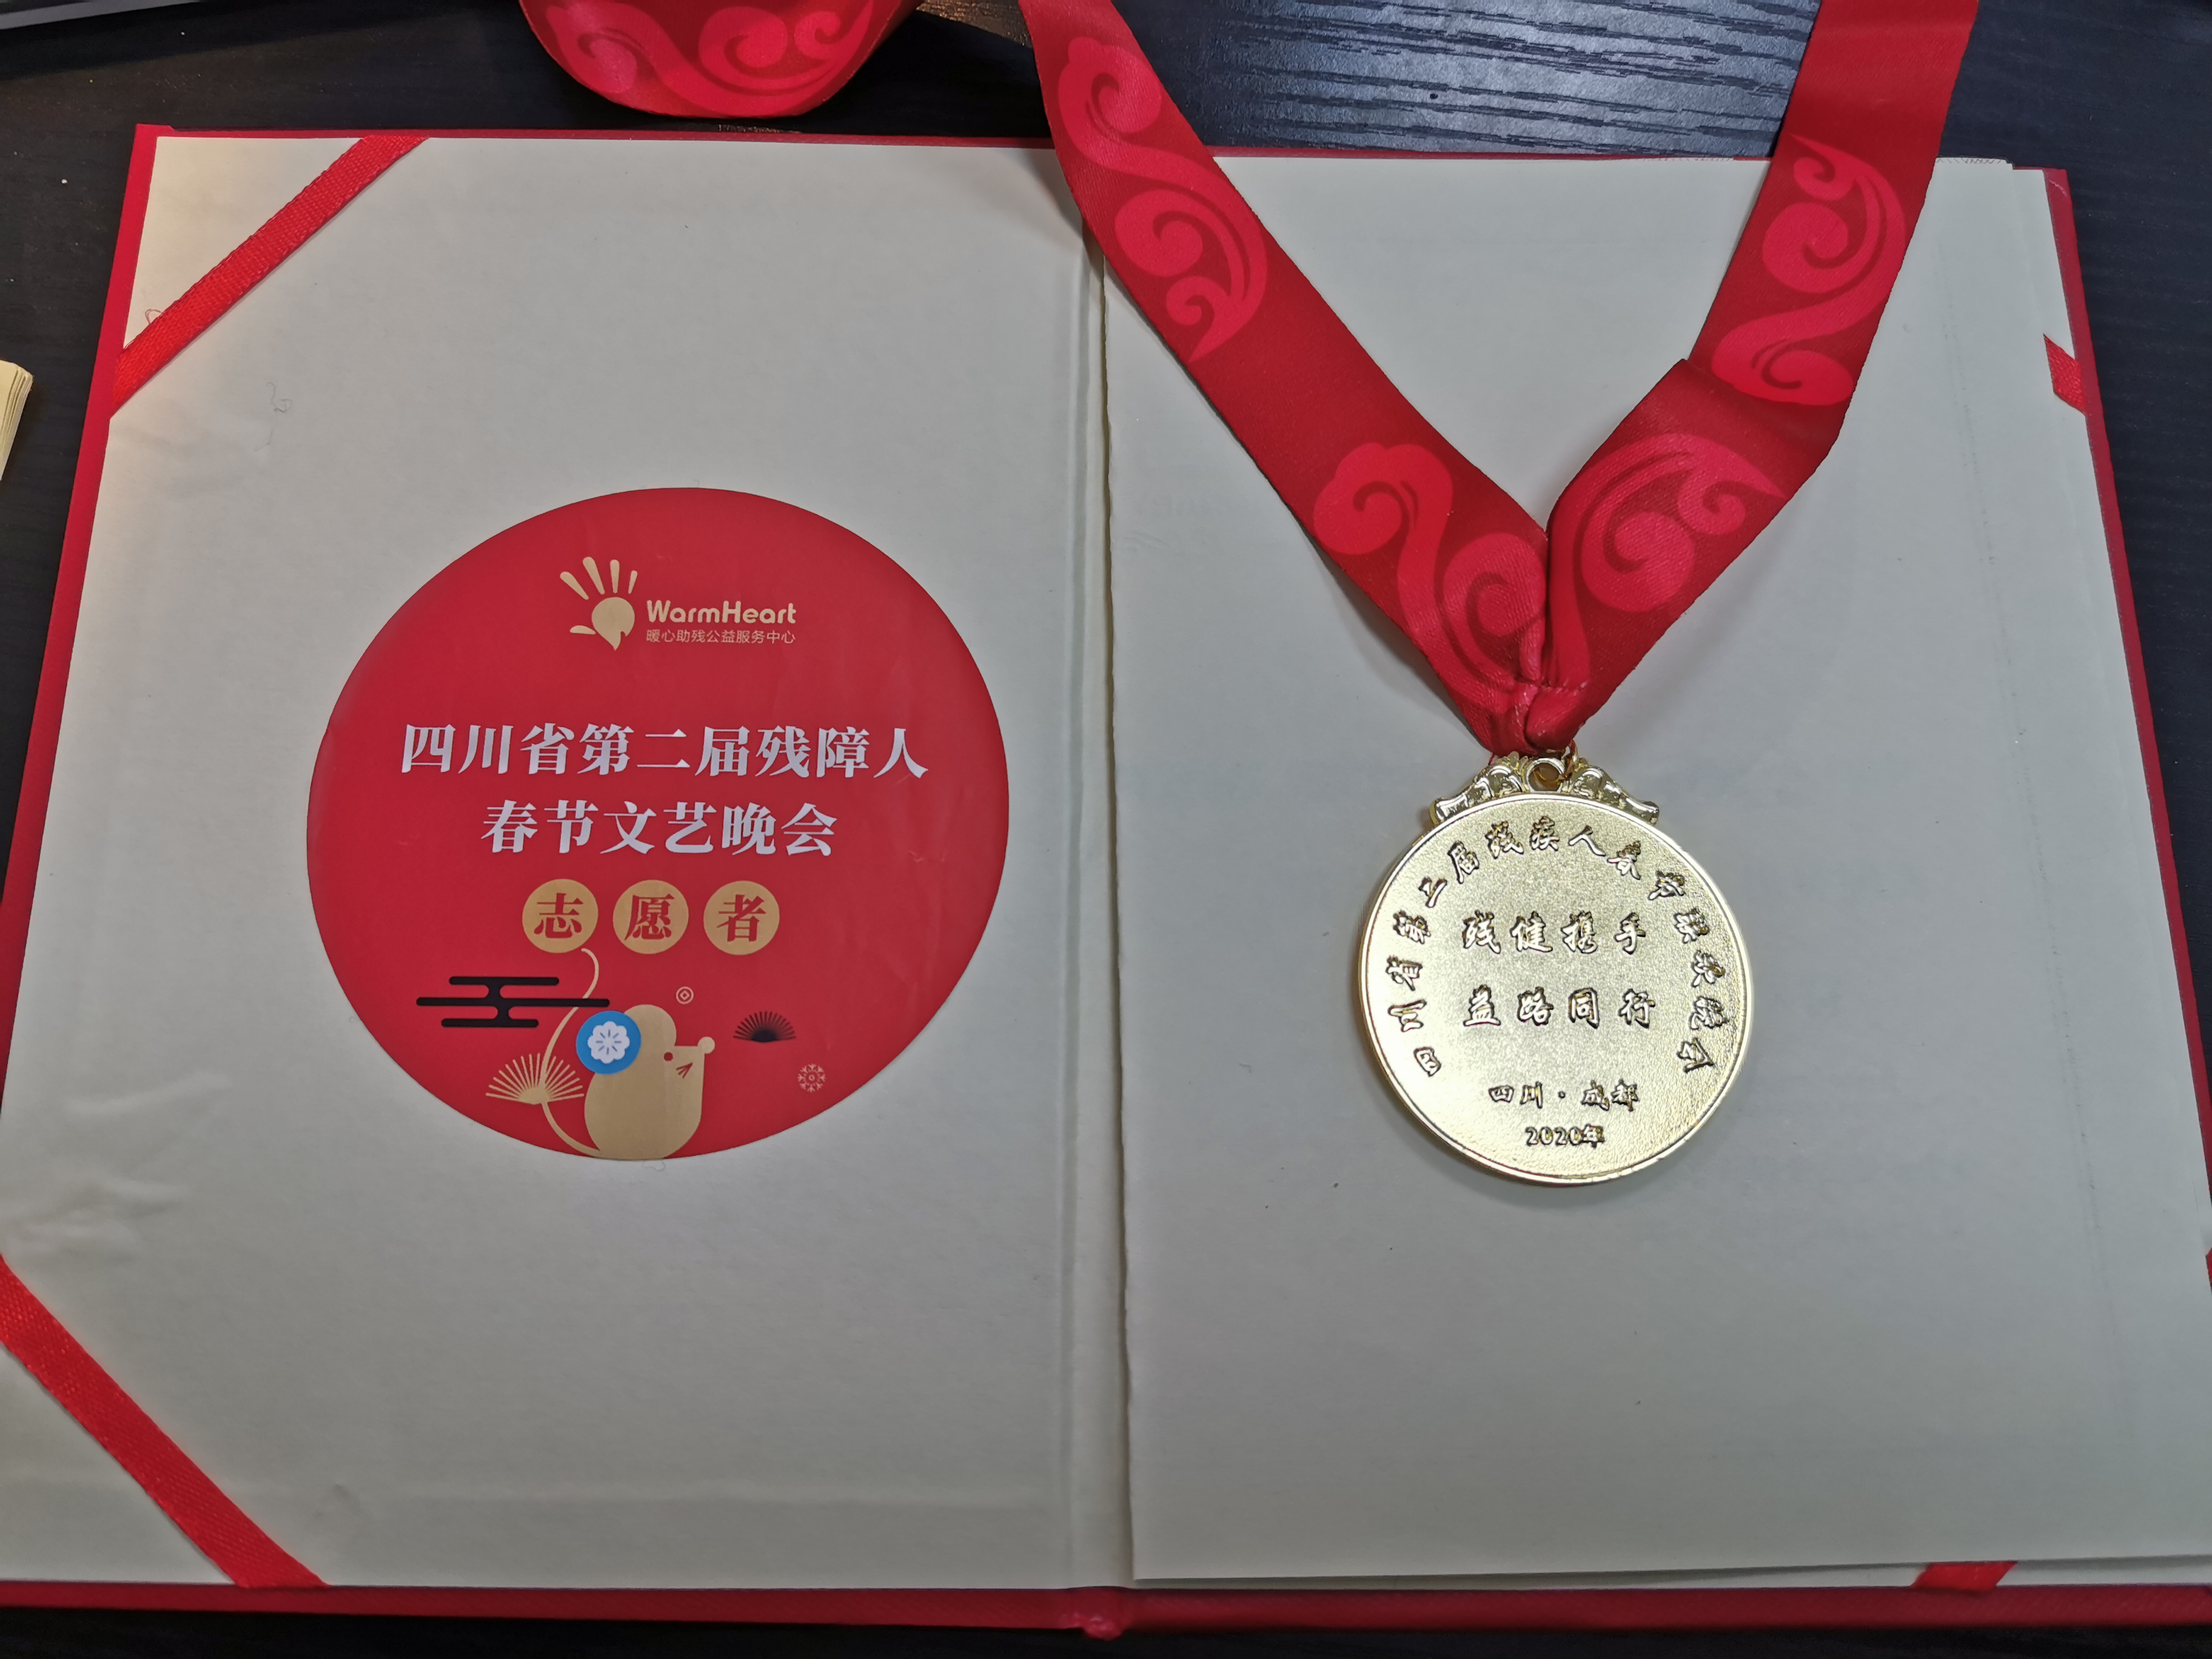 WarmHeart
暖心助残公益服务中心
四川省第二届残障人
春节文艺晚会
志愿者
四川省第二届残疾人春节联欢晚会
残健携手
益路同行
四川·成都
2020年